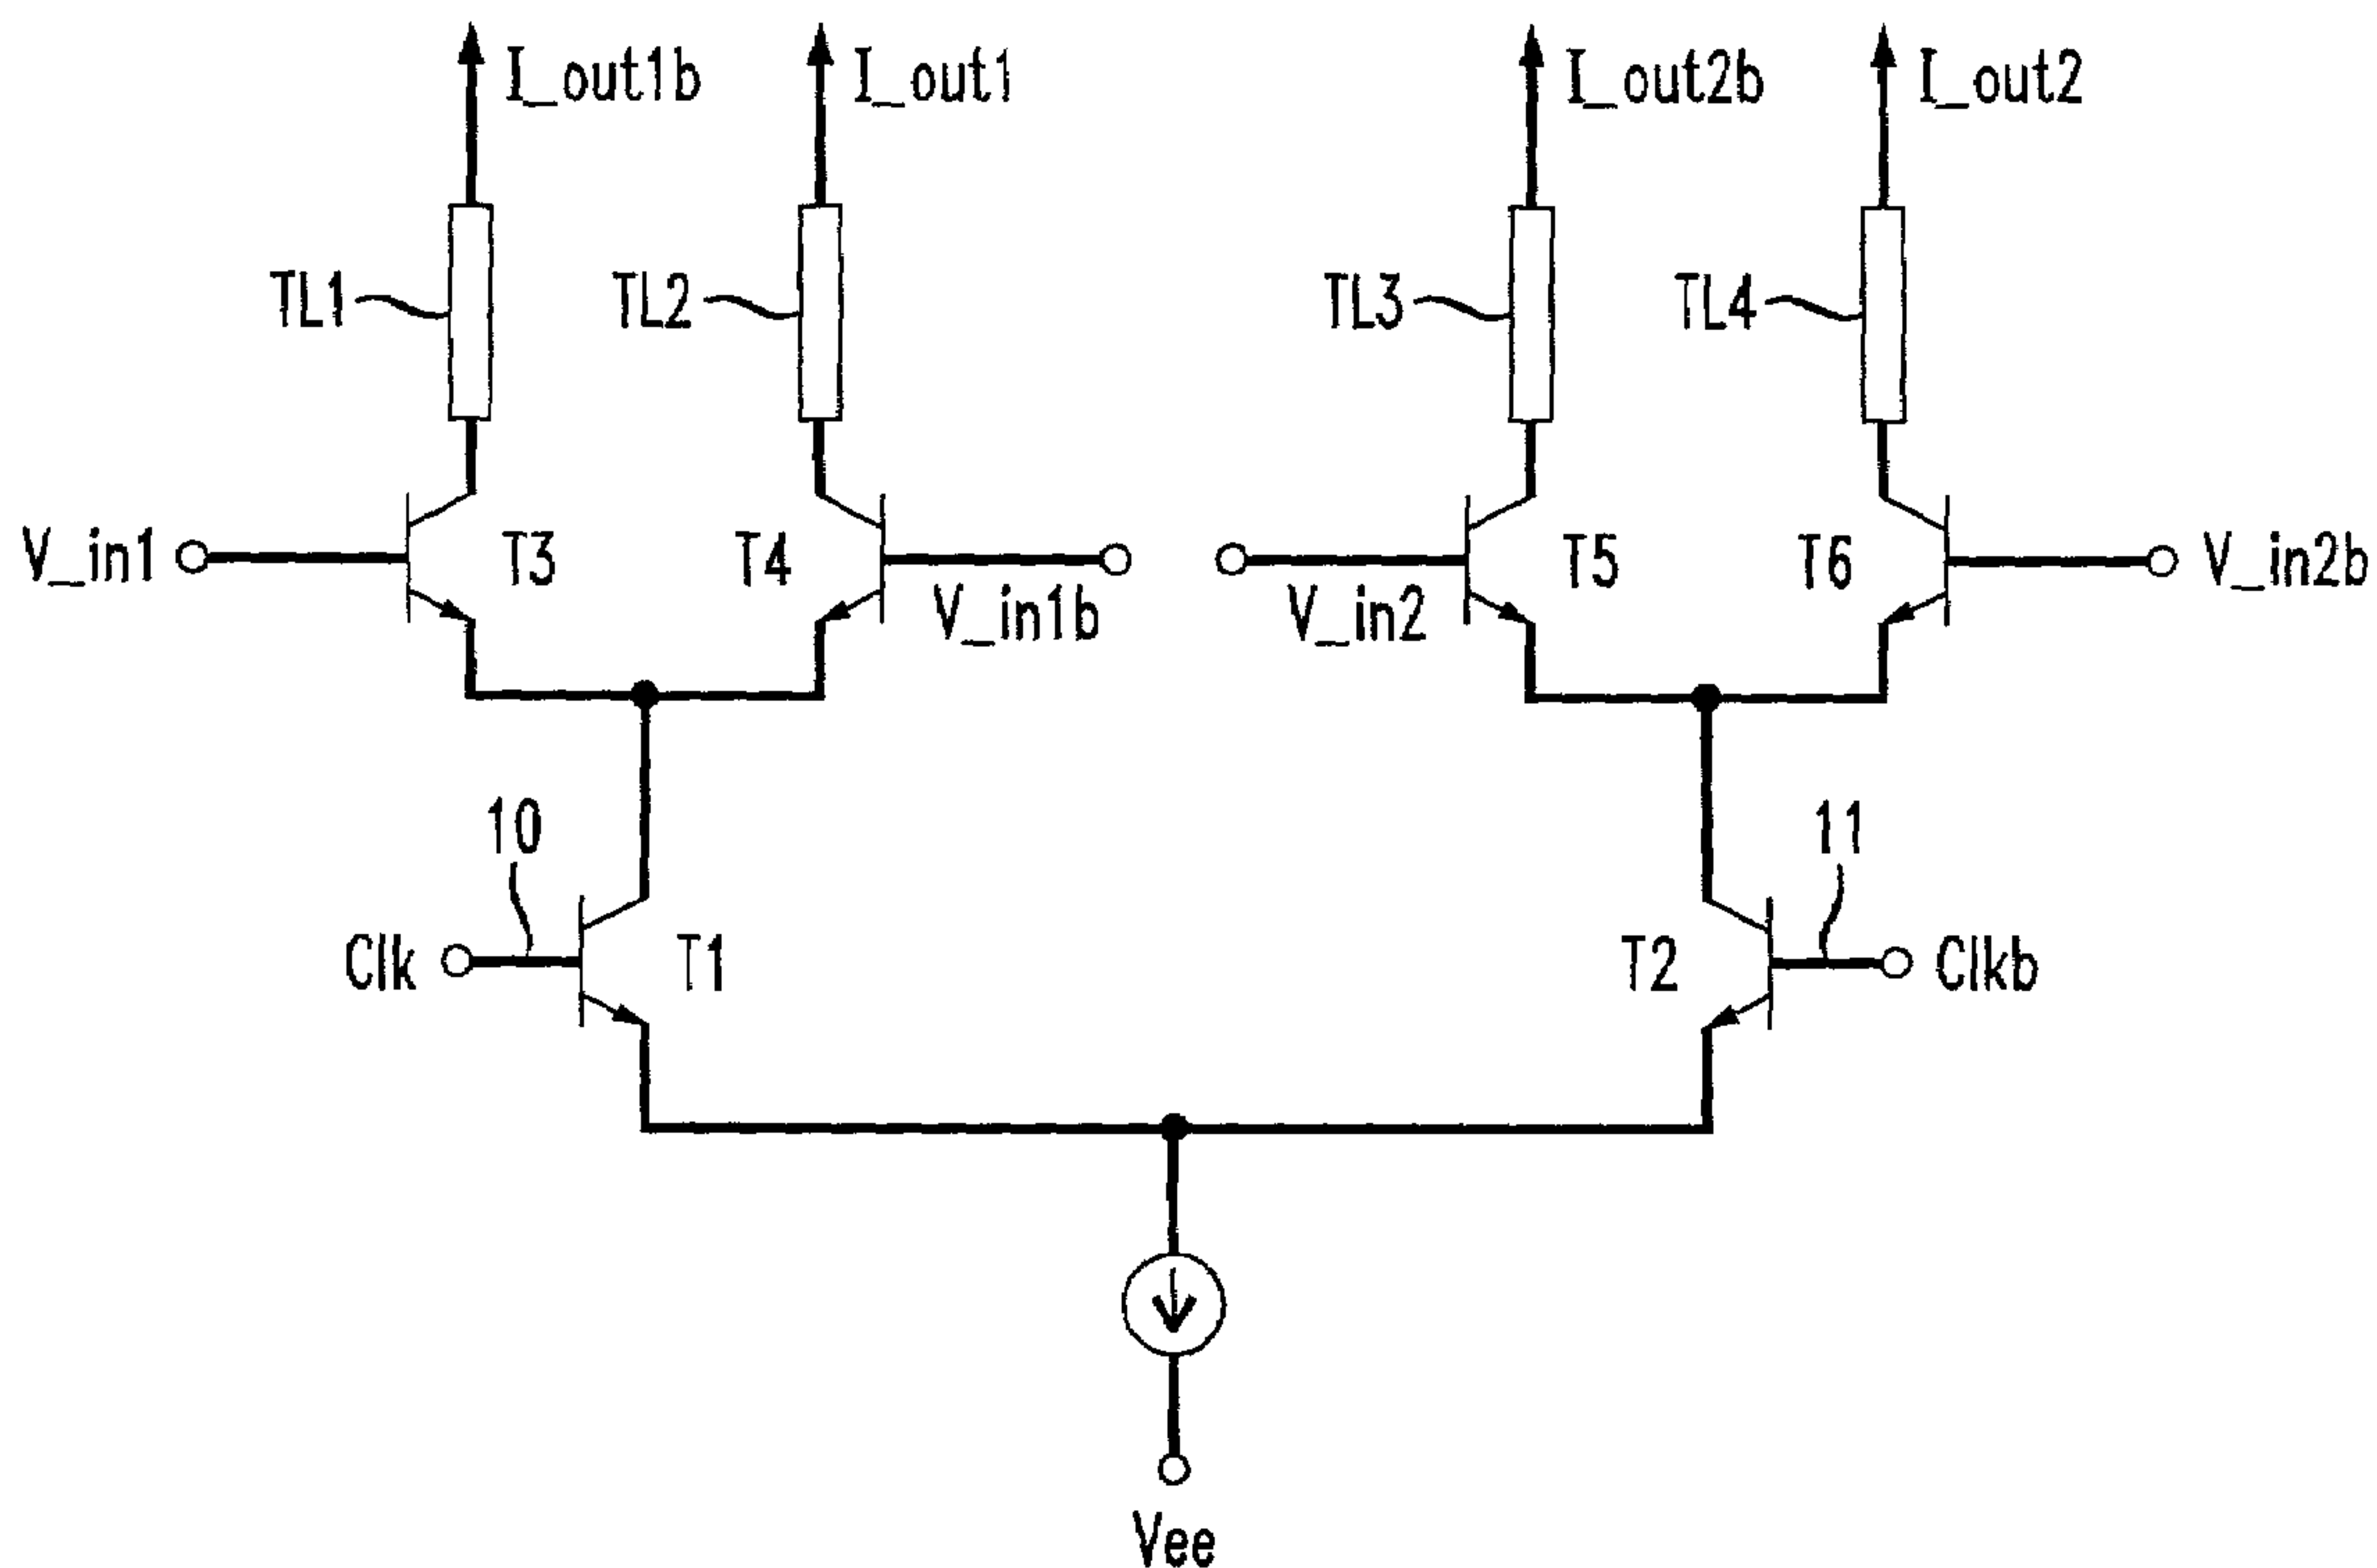 I_out1b
I_out1
I_out2b
I_out2
TL1
TL2
TL3
TL4
V_in1
T3
T4
V_in1b
V_in2
T5
T6
V_in2b
10
11
Clk
T1
T2
Clkb
Vee